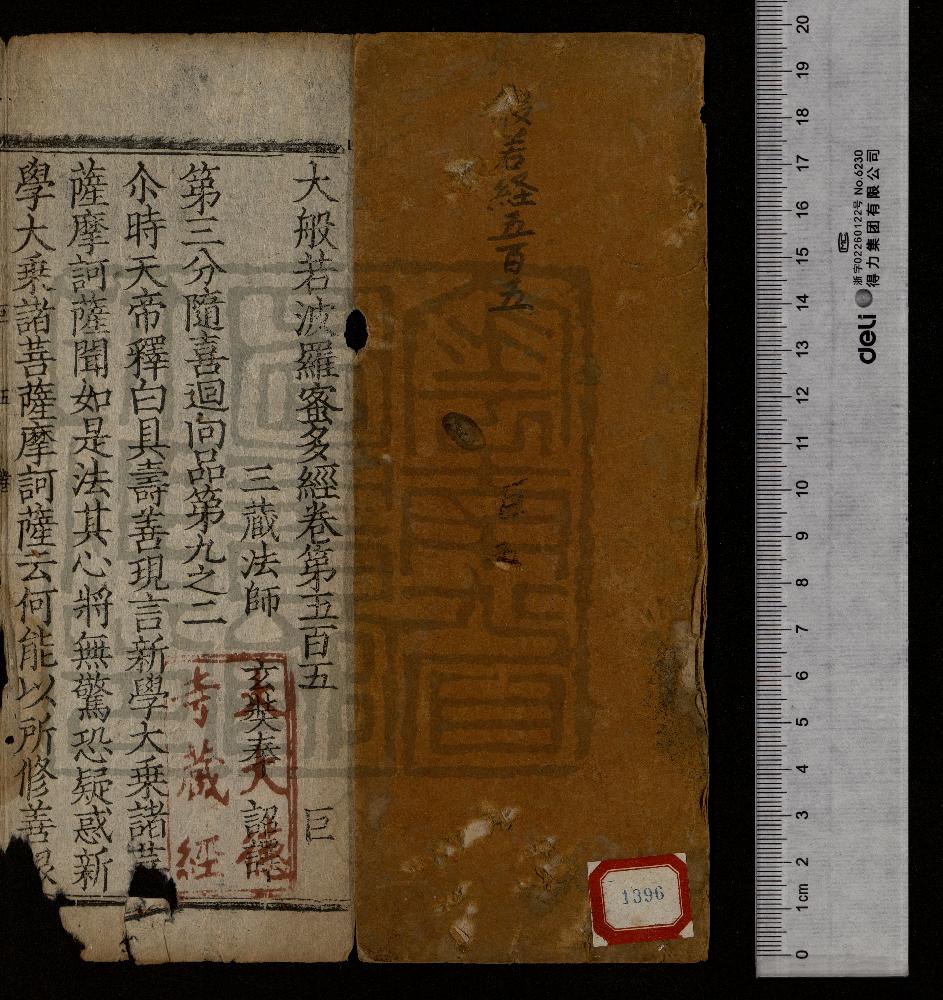 般若经五百五
巨 五
1396
大般若波羅蜜多經卷第五百五 巨
三藏法師 玄奘奉 詔譯
第三分隨喜迴向品第九之二
尒時天帝釋白具壽善現言新學大乗諸菩
薩摩訶薩聞如是法其心將無驚恐疑惑新
學大乗諸菩薩摩訶薩云何能以所修善根
寺藏經
20
19
18
17
16
15
14
13
12
11
10
9
8
7
6
5
4
3
2
1cm
0
浙字02260122号 No.6230
MC
deli 得力集团有限公司